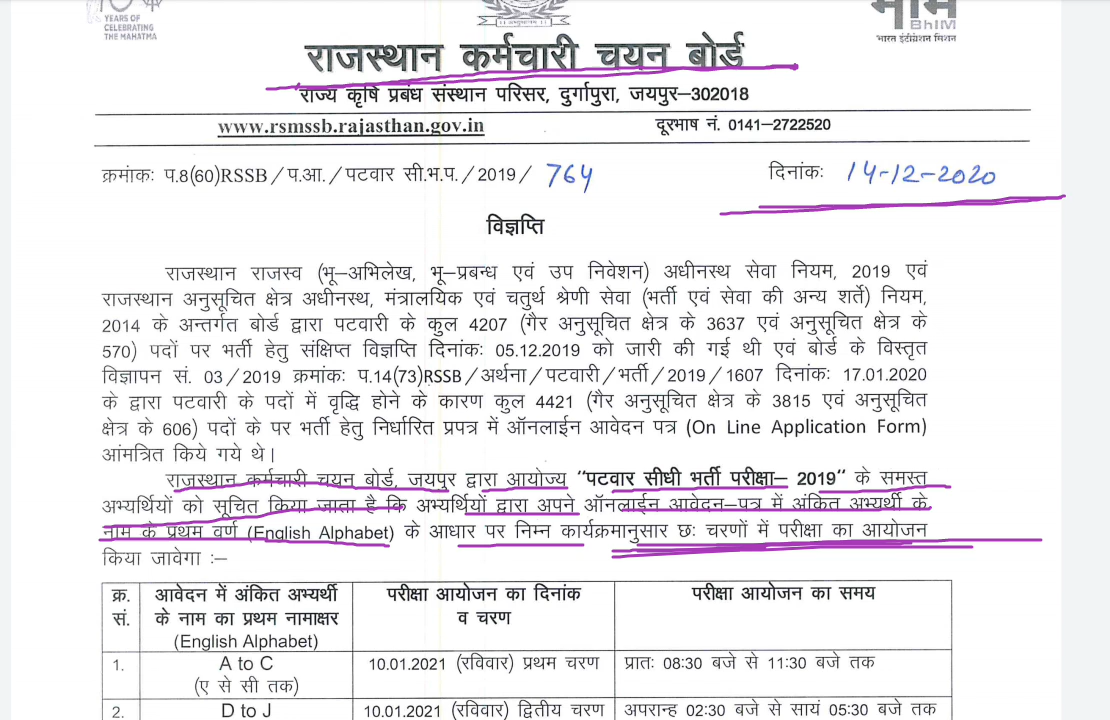 YEARS OF
CELEBRATING
THE MAHATMA
भीम
BHIM
भारत इंटीग्रेशन मिशन
राजस्थान कर्मचारी चयन बोर्ड
राज्य कृषि प्रबंध संस्थान परिसर, दुर्गापुरा, जयपुर–302018
www.rsmssb.rajasthan.gov.in दूरभाष नं. 0141–2722520
क्रमांकः प.8(60)RSSB/प.आ./पटवार सी.भ.प./2019/ 764 दिनांकः 14-12-2020
विज्ञप्ति
राजस्थान राजस्व (भू–अभिलेख, भू–प्रबन्ध एवं उप निवेशन) अधीनस्थ सेवा नियम, 2019 एवं
राजस्थान अनुसूचित क्षेत्र अधीनस्थ, मंत्रालयिक एवं चतुर्थ श्रेणी सेवा (भर्ती एवं सेवा की अन्य शर्ते) नियम,
2014 के अन्तर्गत बोर्ड द्वारा पटवारी के कुल 4207 (गैर अनुसूचित क्षेत्र के 3637 एवं अनुसूचित क्षेत्र के
570) पदों पर भर्ती हेतु संक्षिप्त विज्ञप्ति दिनांकः 05.12.2019 को जारी की गई थी एवं बोर्ड के विस्तृत
विज्ञापन सं. 03/2019 क्रमांकः प.14(73)RSSB/अर्थना/पटवारी/भर्ती/2019/1607 दिनांकः 17.01.2020
के द्वारा पटवारी के पदों में वृद्धि होने के कारण कुल 4421 (गैर अनुसूचित क्षेत्र के 3815 एवं अनुसूचित
क्षेत्र के 606) पदों के पर भर्ती हेतु निर्धारित प्रपत्र में ऑनलाईन आवेदन पत्र (On Line Application Form)
आंमत्रित किये गये थे।
राजस्थान कर्मचारी चयन बोर्ड, जयपुर द्वारा आयोज्य "पटवार सीधी भर्ती परीक्षा– 2019" के समस्त
अभ्यर्थियों को सूचित किया जाता है कि अभ्यर्थियों द्वारा अपने ऑनलाईन आवेदन–पत्र में अंकित अभ्यर्थी के
नाम के प्रथम वर्ण (English Alphabet) के आधार पर निम्न कार्यक्रमानुसार छः चरणों में परीक्षा का आयोजन
किया जावेगा :–
क्र. सं. आवेदन में अंकित अभ्यर्थी परीक्षा आयोजन का दिनांक परीक्षा आयोजन का समय
के नाम का प्रथम नामाक्षर व चरण
(English Alphabet)
1. A to C 10.01.2021 (रविवार) प्रथम चरण प्रातः 08:30 बजे से 11:30 बजे तक
(ए से सी तक)
2. D to J 10.01.2021 (रविवार) द्वितीय चरण अपरान्ह 02:30 बजे से सायं 05:30 बजे तक